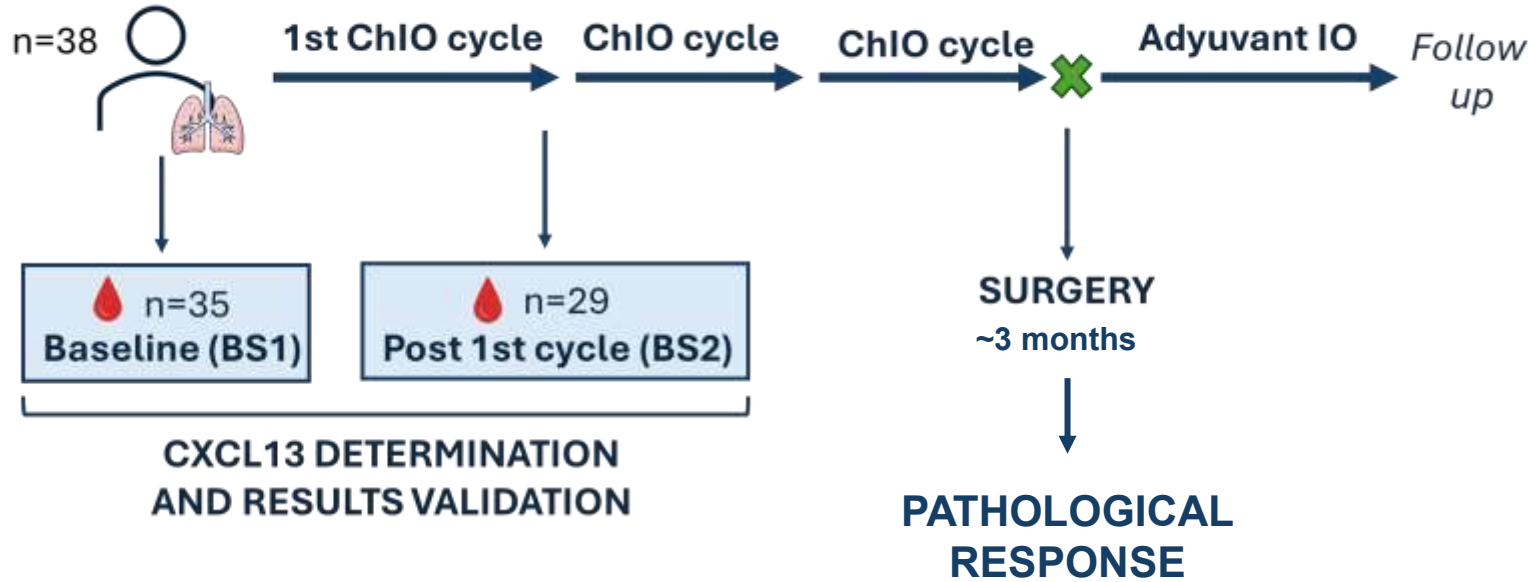 n=38
1st ChIO cycle
ChIO cycle
ChIO cycle
Adyuvant IO
Follow
up
n=35
Baseline (BS1)
n=29
Post 1st cycle (BS2)
SURGERY
~3 months
CXCL13 DETERMINATION
AND RESULTS VALIDATION
PATHOLOGICAL
RESPONSE